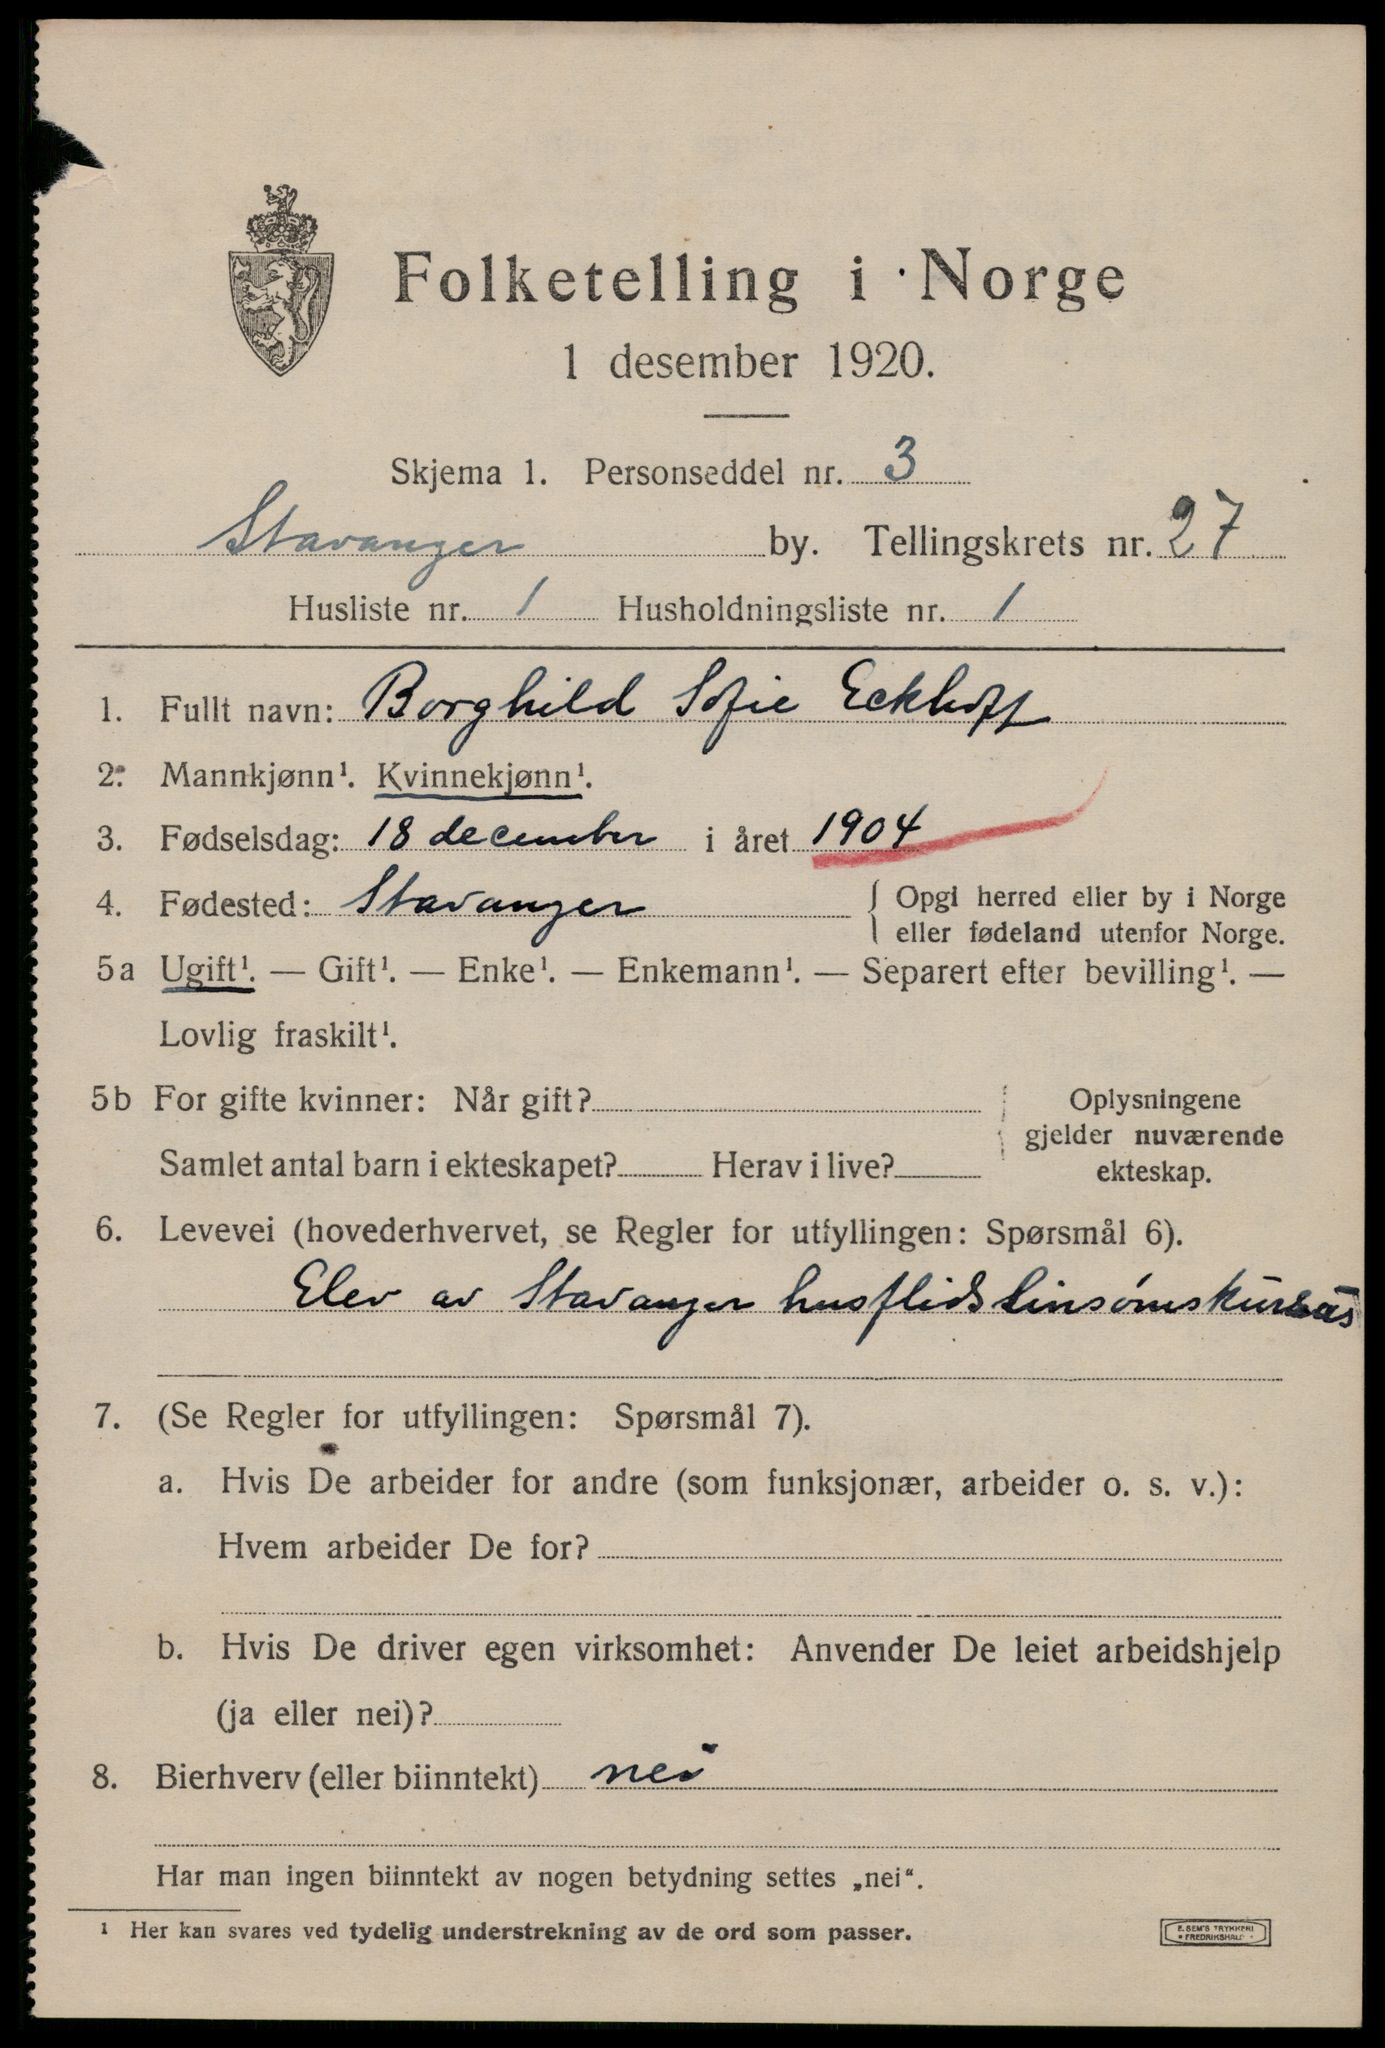 Folketelling i Norge
1 desember 1920.
Skjema 1. Personseddel nr. 3
Stavanger by. Tellingskrets nr. 27
Husliste nr. 1 Husholdningsliste nr. 1
1. Fullt navn: Borghild Sofie Eckhoff
2. Mannkjønn¹. Kvinnekjønn¹.
3. Fødselsdag: 18 december i året 1904
4. Fødested: Stavanger { Opgi herred eller by i Norge
eller fødeland utenfor Norge.
5a Ugift¹. — Gift¹. — Enke¹. — Enkemann¹. — Separert efter bevilling¹. —
Lovlig fraskilt¹.
5b For gifte kvinner: Når gift?
Samlet antal barn i ekteskapet? Herav i live?
Oplysningene
gjelder nuværende
ekteskap.
6. Levevei (hovederhvervet, se Regler for utfyllingen: Spørsmål 6).
Elev av Stavanger husflids linsømskursus
7. (Se Regler for utfyllingen: Spørsmål 7).
a. Hvis De arbeider for andre (som funksjonær, arbeider o. s. v.):
Hvem arbeider De for?
b. Hvis De driver egen virksomhet: Anvender De leiet arbeidshjelp
(ja eller nei)?
8. Bierhverv (eller biinntekt) nei
Har man ingen biinntekt av nogen betydning settes „nei“.
¹ Her kan svares ved tydelig understrekning av de ord som passer.
E. SEM'S TRYKKERI
FREDRIKSHALD